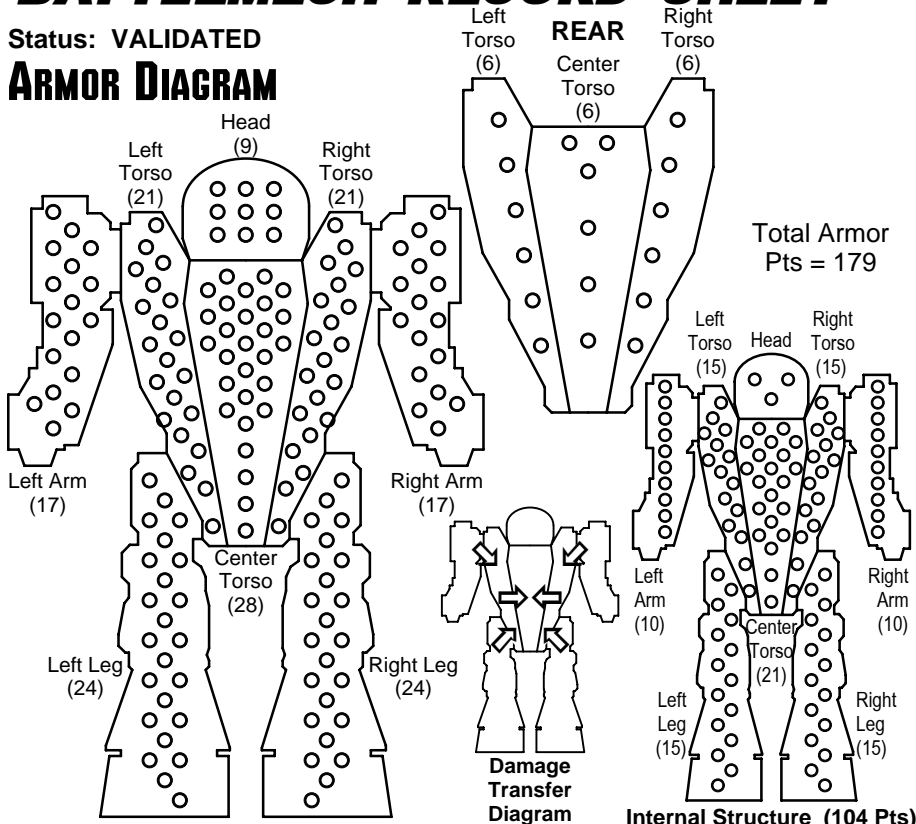 BATTLEMECH RECORD SHEET
Status: VALIDATED
ARMOR DIAGRAM
Head
(9)
Left
Torso
(21)
Right
Torso
(21)
Left Arm
(17)
Right Arm
(17)
Center
Torso
(28)
Left Leg
(24)
Right Leg
(24)
REAR
Left
Torso
(6)
Center
Torso
(6)
Right
Torso
(6)
Total Armor
Pts = 179
Damage
Transfer
Diagram
Left
Torso
(15)
Head
Right
Torso
(15)
Left
Arm
(10)
Right
Arm
(10)
Center
Torso
(21)
Left
Leg
(15)
Right
Leg
(15)
Internal Structure (104 Pts)